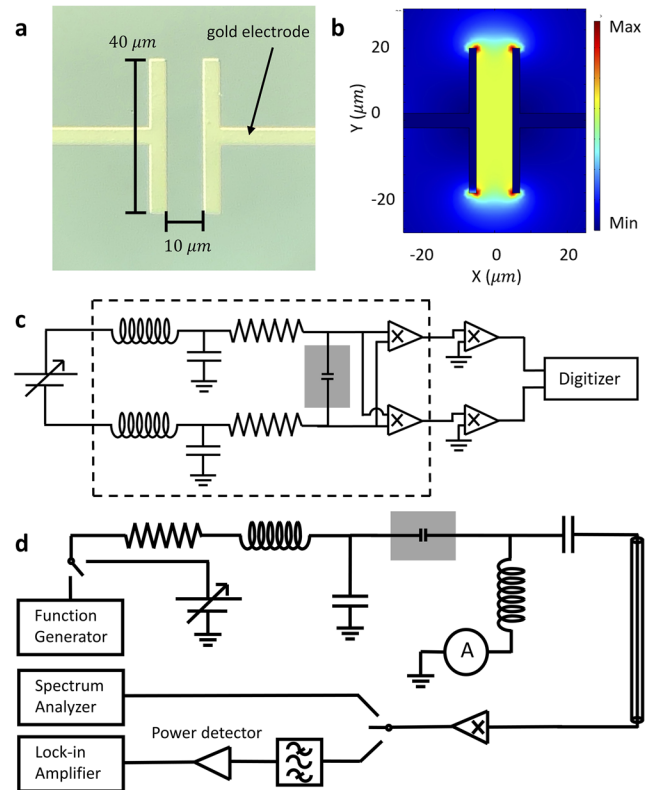 a
40 μm
gold electrode
10 μm
b
20
0
-20
Y (μm)
-20
0
20
X (μm)
Max
Min
c
Digitizer
d
Function
Generator
A
Spectrum
Analyzer
Power detector
Lock-in
Amplifier